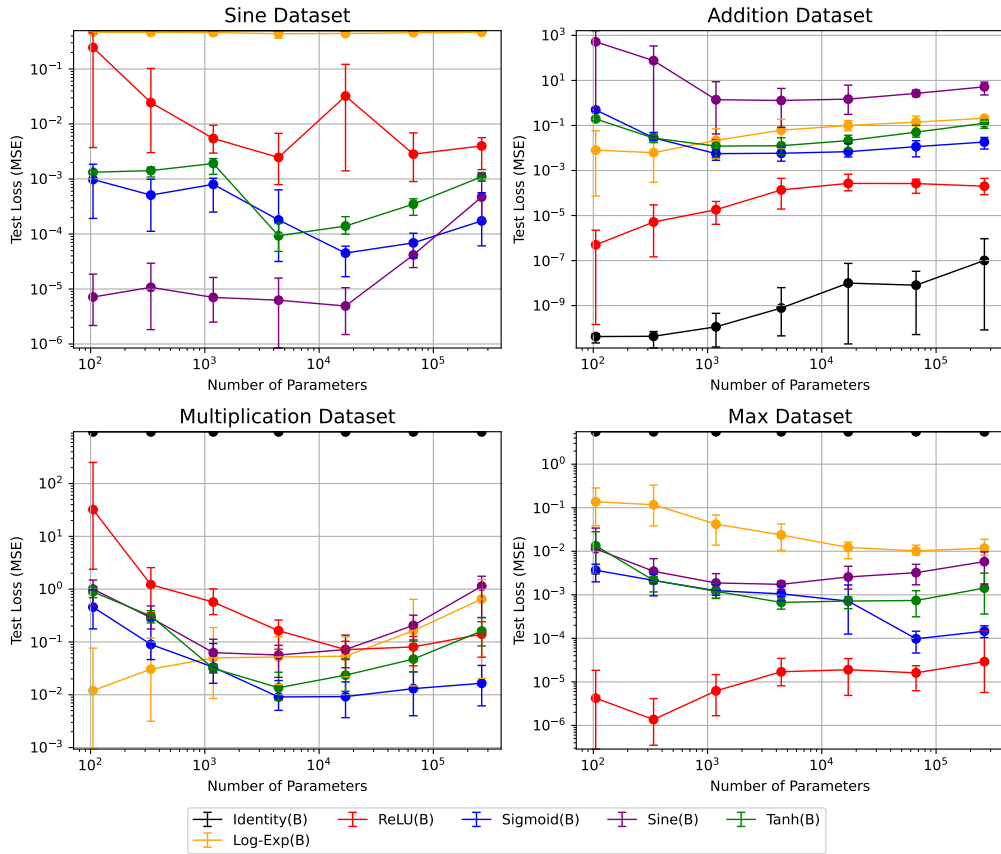 Sine Dataset
Test Loss (MSE)
10⁻¹
10⁻²
10⁻³
10⁻⁴
10⁻⁵
10⁻⁶
10² 10³ 10⁴ 10⁵
Number of Parameters
Addition Dataset
Test Loss (MSE)
10³
10¹
10⁻¹
10⁻³
10⁻⁵
10⁻⁷
10⁻⁹
10² 10³ 10⁴ 10⁵
Number of Parameters
Multiplication Dataset
Test Loss (MSE)
10²
10¹
10⁰
10⁻¹
10⁻²
10⁻³
10² 10³ 10⁴ 10⁵
Number of Parameters
Max Dataset
Test Loss (MSE)
10⁰
10⁻¹
10⁻²
10⁻³
10⁻⁴
10⁻⁵
10⁻⁶
10² 10³ 10⁴ 10⁵
Number of Parameters
Identity(B) ReLU(B) Sigmoid(B) Sine(B) Tanh(B)
Log-Exp(B)